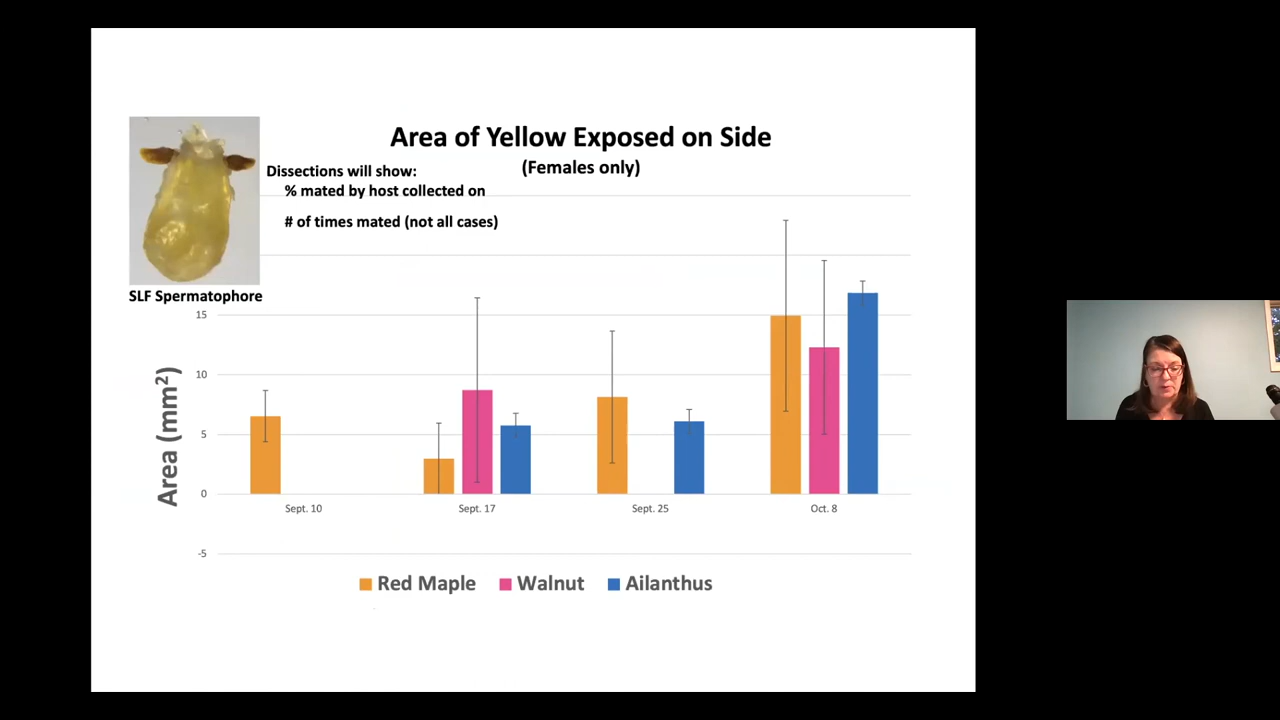 Area of Yellow Exposed on Side
(Females only)
Dissections will show:
% mated by host collected on
# of times mated (not all cases)
SLF Spermatophore
Area (mm²)
15
10
5
0
-5
Sept. 10
Sept. 17
Sept. 25
Oct. 8
Red Maple
Walnut
Ailanthus